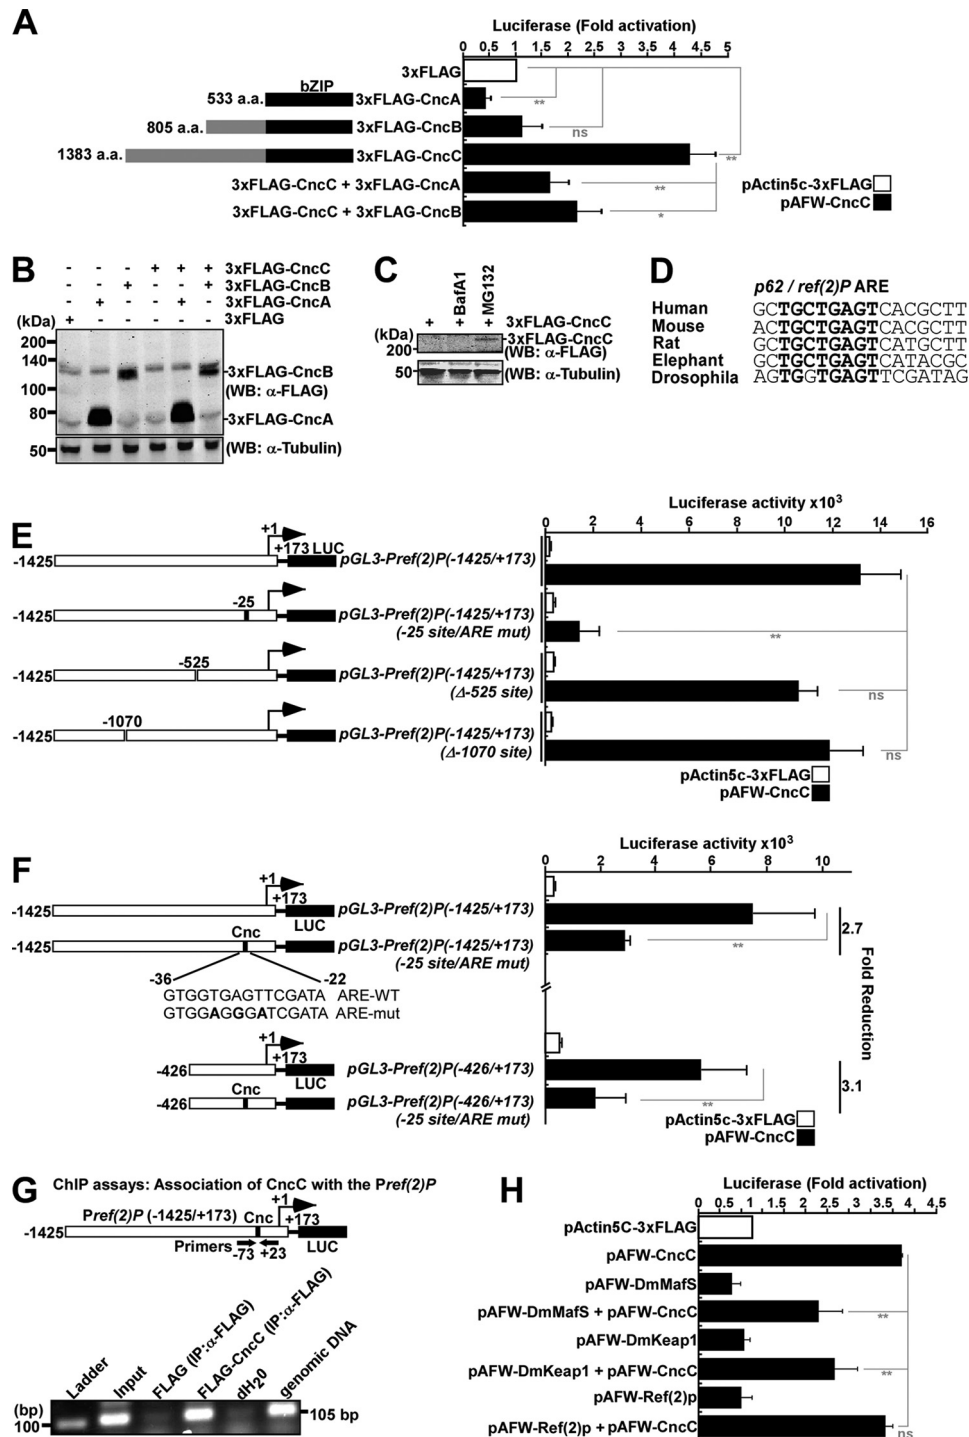 A
Luciferase (Fold activation)
0 0.5 1 1.5 2 2.5 3 3.5 4 4.5 5
3xFLAG
bZIP
533 a.a. 3xFLAG-CncA **
805 a.a. 3xFLAG-CncB ns
1383 a.a. 3xFLAG-CncC **
3xFLAG-CncC + 3xFLAG-CncA **
3xFLAG-CncC + 3xFLAG-CncB *
pActin5c-3xFLAG
pAFW-CncC
B
- - - + + + 3xFLAG-CncC
- - + - - + 3xFLAG-CncB
- + - - + - 3xFLAG-CncA
+ - - - - - 3xFLAG
(kDa)
200
140
100
80
50
3xFLAG-CncB
(WB: α-FLAG)
3xFLAG-CncA
(WB: α-Tubulin)
C
BafA1
MG132
+ + + 3xFLAG-CncC
(kDa)
200
50
3xFLAG-CncC
(WB: α-FLAG)
(WB: α-Tubulin)
D
p62 / ref(2)P ARE
Human GCTGCTGAGTCACGCTT
Mouse ACTGCTGAGTCACGCTT
Rat GCTGCTGAGTCATGCTT
Elephant GCTGCTGAGTCATACGC
Drosophila AGTGGTGAGTTCGATAG
E
Luciferase activity x10³
0 2 4 6 8 10 12 14 16
+1
+173 LUC
-1425 pGL3-Pref(2)P(-1425/+173)
-25
-1425 pGL3-Pref(2)P(-1425/+173)
(-25 site/ARE mut)
**
-525
-1425 pGL3-Pref(2)P(-1425/+173)
(Δ-525 site)
ns
-1070
-1425 pGL3-Pref(2)P(-1425/+173)
(Δ-1070 site)
ns
pActin5c-3xFLAG
pAFW-CncC
F
Luciferase activity x10³
0 2 4 6 8 10
+1
+173
-1425 pGL3-Pref(2)P(-1425/+173)
LUC
Cnc
-1425 pGL3-Pref(2)P(-1425/+173)
(-25 site/ARE mut)
**
2.7
-36 -22
GTGGTGAGTTCGATA ARE-WT
GTGGAGGGATCGATA ARE-mut
Fold Reduction
+1
+173
-426 pGL3-Pref(2)P(-426/+173)
LUC
Cnc
-426 pGL3-Pref(2)P(-426/+173)
(-25 site/ARE mut)
**
3.1
pActin5c-3xFLAG
pAFW-CncC
G
ChIP assays: Association of CncC with the Pref(2)P
+1
Pref(2)P (-1425/+173) Cnc +173
-1425
Primers -73 +23 LUC
Ladder
Input
FLAG (IP:α-FLAG)
FLAG-CncC (IP:α-FLAG)
dH20
genomic DNA
(bp)
100
105 bp
H
Luciferase (Fold activation)
0 0.5 1 1.5 2 2.5 3 3.5 4 4.5
pActin5C-3xFLAG
pAFW-CncC
pAFW-DmMafS
pAFW-DmMafS + pAFW-CncC **
pAFW-DmKeap1
pAFW-DmKeap1 + pAFW-CncC **
pAFW-Ref(2)p
pAFW-Ref(2)p + pAFW-CncC ns